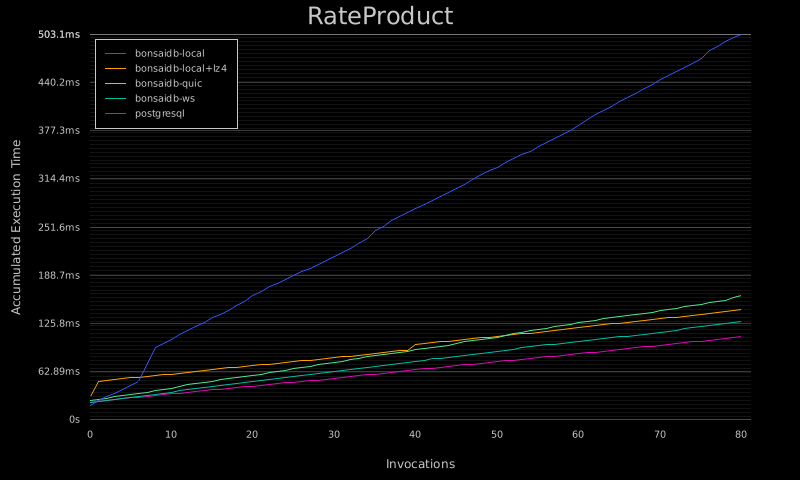 RateProduct
503.1ms
440.2ms
377.3ms
314.4ms
251.6ms
188.7ms
125.8ms
62.89ms
0s
bonsaidb-local
bonsaidb-local+lz4
bonsaidb-quic
bonsaidb-ws
postgresql
Accumulated Execution Time
0 10 20 30 40 50 60 70 80
Invocations